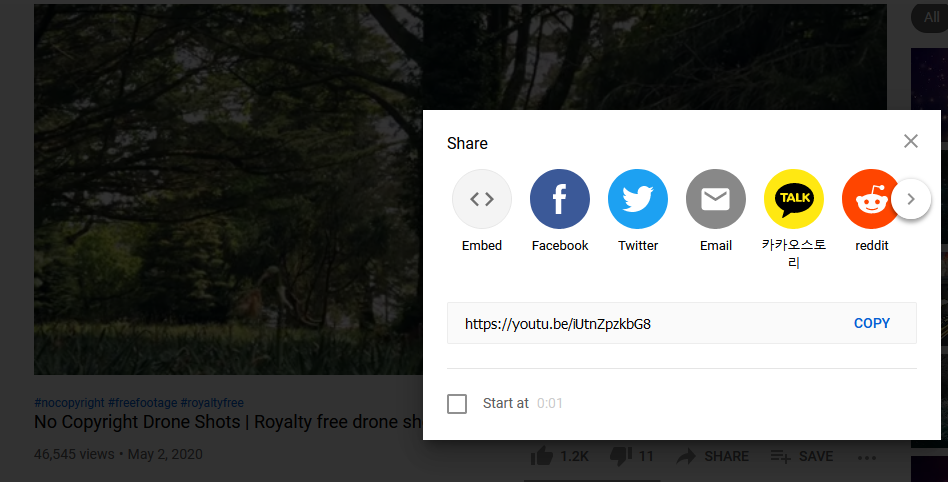 All
Share
TALK
Embed
Facebook
Twitter
Email
카카오스토
리
reddit
https://youtu.be/iUtnZpzkbG8
COPY
Start at 0:01
#nocopyright #freefootage #royaltyfree
No Copyright Drone Shots | Royalty free drone sh
46,545 views • May 2, 2020
1.2K
11
SHARE
SAVE